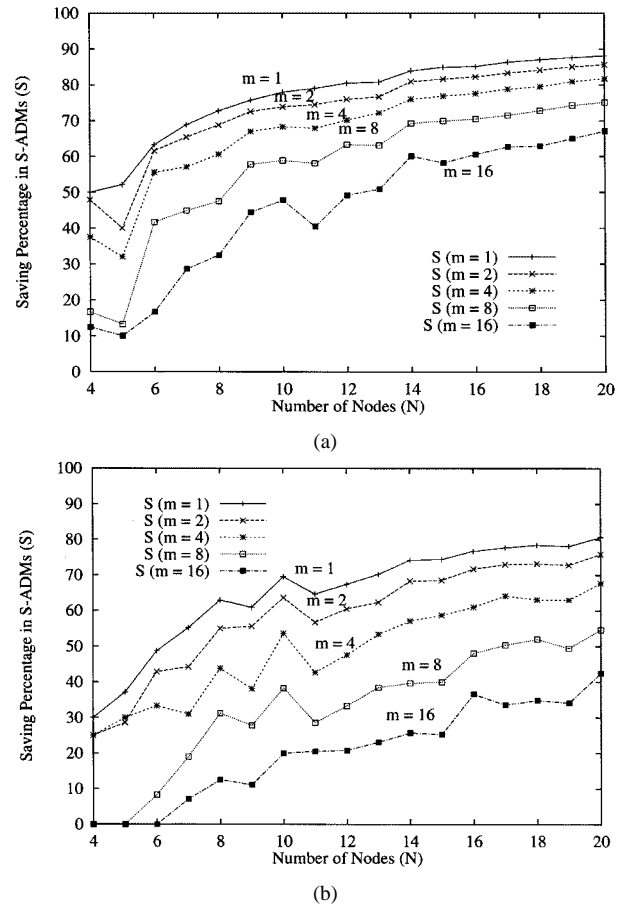 Saving Percentage in S-ADMs (S)
100
90
80
70
60
50
40
30
20
10
0
m = 1
m = 2
m = 4
m = 8
m = 16
S (m = 1)
S (m = 2)
S (m = 4)
S (m = 8)
S (m = 16)
4 6 8 10 12 14 16 18 20
Number of Nodes (N)
(a)
Saving Percentage in S-ADMs (S)
100
90
80
70
60
50
40
30
20
10
0
S (m = 1)
S (m = 2)
S (m = 4)
S (m = 8)
S (m = 16)
m = 1
m = 2
m = 4
m = 8
m = 16
4 6 8 10 12 14 16 18 20
Number of Nodes (N)
(b)